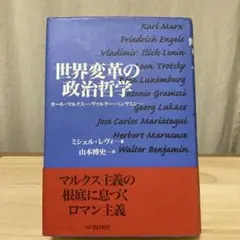 Karl Marx
Friedrich Engels
Vladimir Ilich Lenin
Leon Trotsky
Rosa Luxemburg
Antonio Gramsci
Georg Lukács
José Carlos Mariátegui
Herbert Marucuse
Walter Benjamin
世界変革の
政治哲学
カール・マルクス…ヴァルター・ベンヤミン…
ミシェル・レヴィー
山本博史=訳
マルクス主義の
根底に息づく
ロマン主義